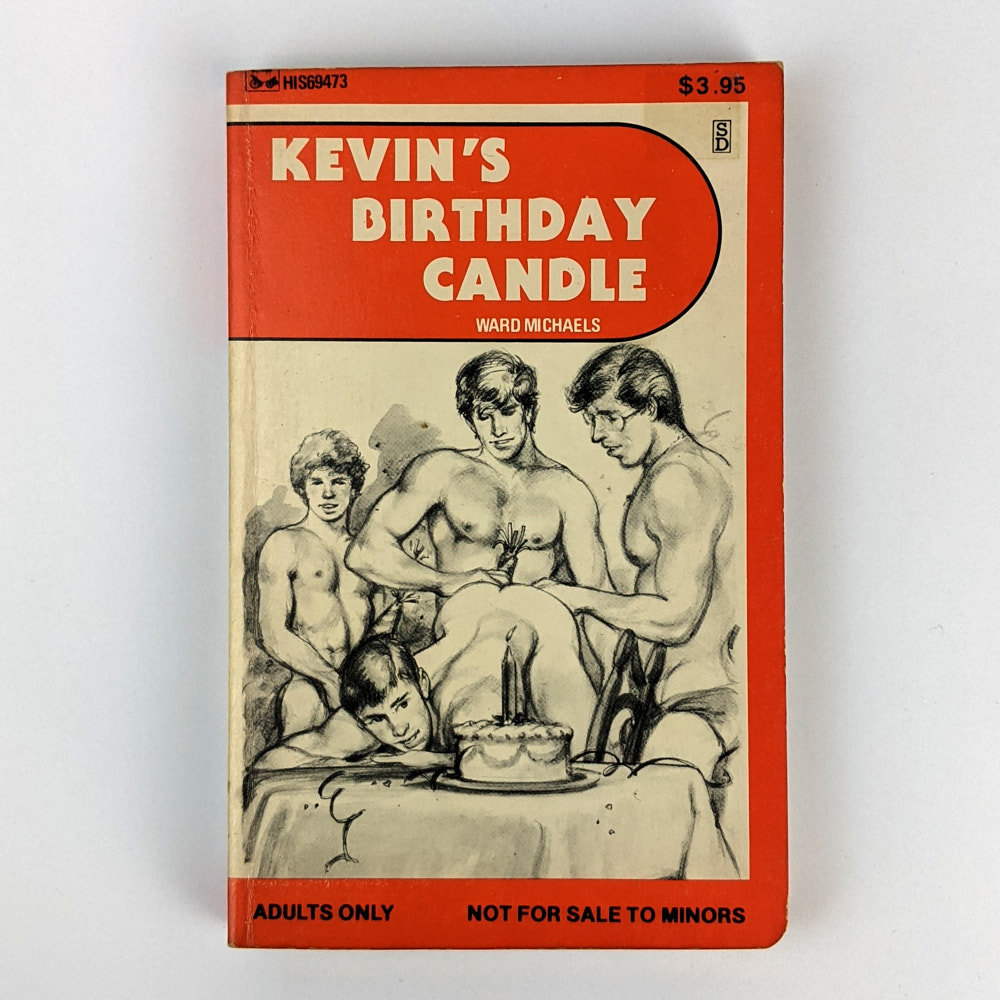 HIS69473
$3.95
SD
KEVIN'S
BIRTHDAY
CANDLE
WARD MICHAELS
ADULTS ONLY
NOT FOR SALE TO MINORS